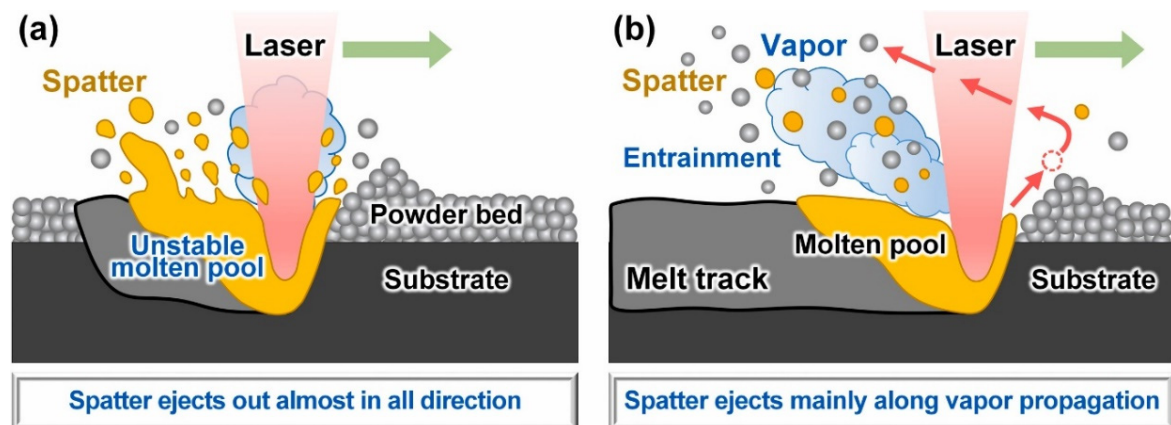 (a)
Laser
Spatter
Powder bed
Unstable
molten pool
Substrate
Spatter ejects out almost in all direction
(b)
Vapor
Laser
Spatter
Entrainment
Molten pool
Melt track
Substrate
Spatter ejects mainly along vapor propagation